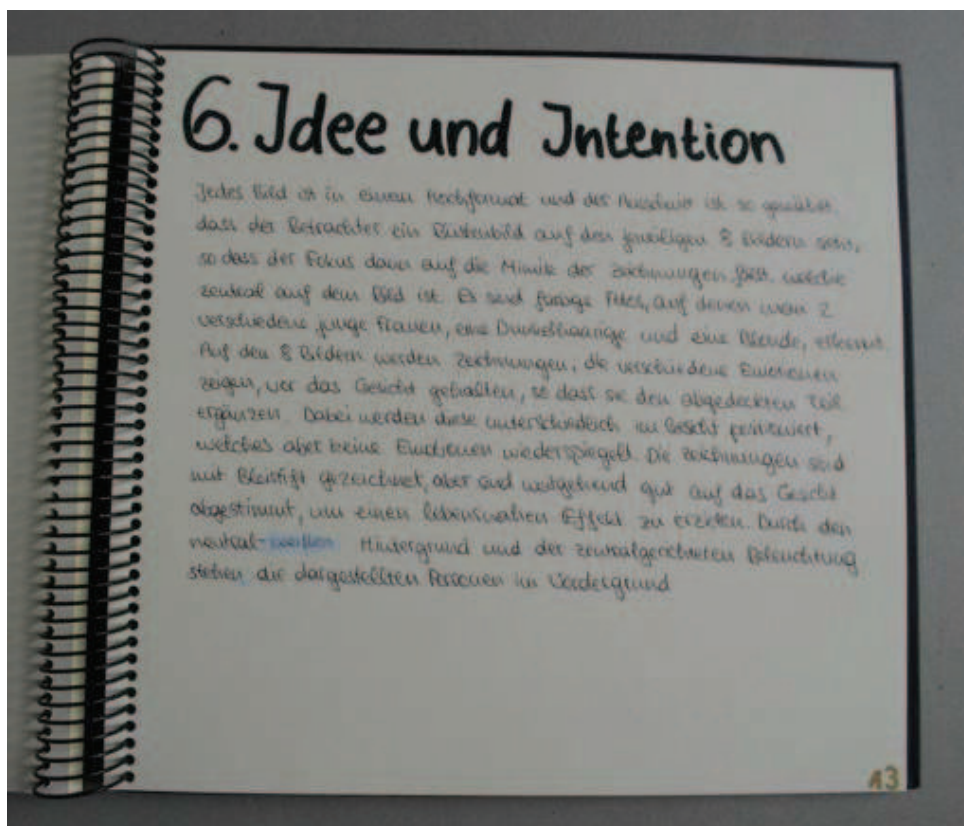 6. Idee und Intention
Jedes Bild ist in einem Hochformat und der Ausschnitt ist so gewählt,
dass der Betrachter ein Büstenbild auf den jeweiligen 8 Bildern sieht,
so dass der Fokus dann auf die Mimik der Zeichnungen fällt, welche
zentral auf dem Bild ist. Es sind farbige Fotos, auf denen man 2
verschiedene junge Frauen, eine Dunkelhaarige und eine Blonde, erkennt.
Auf den 8 Bildern werden Zeichnungen, die verschiedene Emotionen
zeigen, vor das Gesicht gehalten, so dass sie den abgedeckten Teil
ergänzen. Dabei werden diese unterschiedlich im Gesicht positioniert,
welches aber keine Emotionen wiederspiegelt. Die Zeichnungen sind
mit Bleistift gezeichnet, aber sind weitgehend gut auf das Gesicht
abgestimmt, um einen lebensnahen Effekt zu erzielen. Durch den
neutral-weißen Hintergrund und der zentralgerichteten Beleuchtung
stehen die dargestellten Personen im Vordergrund
13